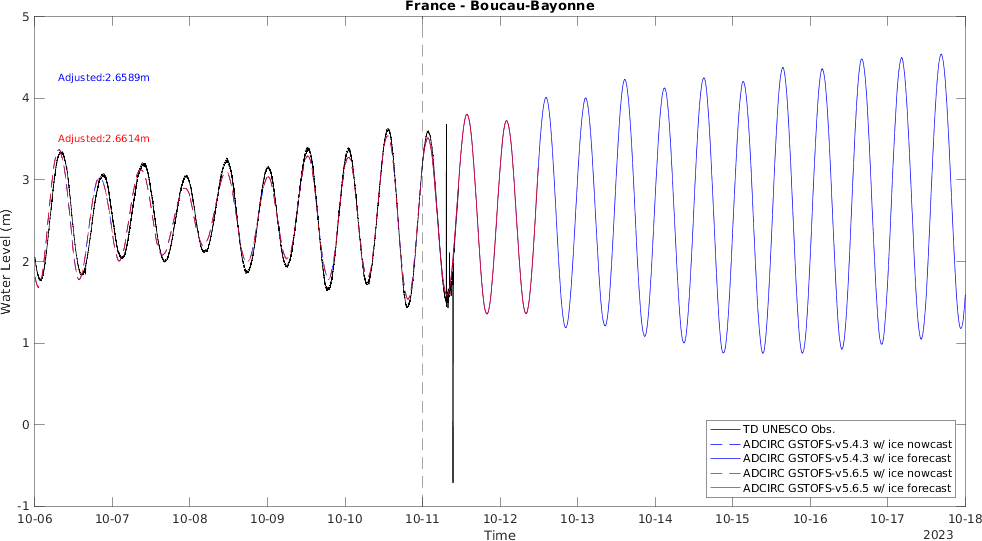 France - Boucau-Bayonne
5
4
3
2
1
0
-1
Water Level (m)
Adjusted:2.6589m
Adjusted:2.6614m
TD UNESCO Obs.
ADCIRC GSTOFS-v5.4.3 w/ ice nowcast
ADCIRC GSTOFS-v5.4.3 w/ ice forecast
ADCIRC GSTOFS-v5.6.5 w/ ice nowcast
ADCIRC GSTOFS-v5.6.5 w/ ice forecast
10-06 10-07 10-08 10-09 10-10 10-11 10-12 10-13 10-14 10-15 10-16 10-17 10-18
Time
2023